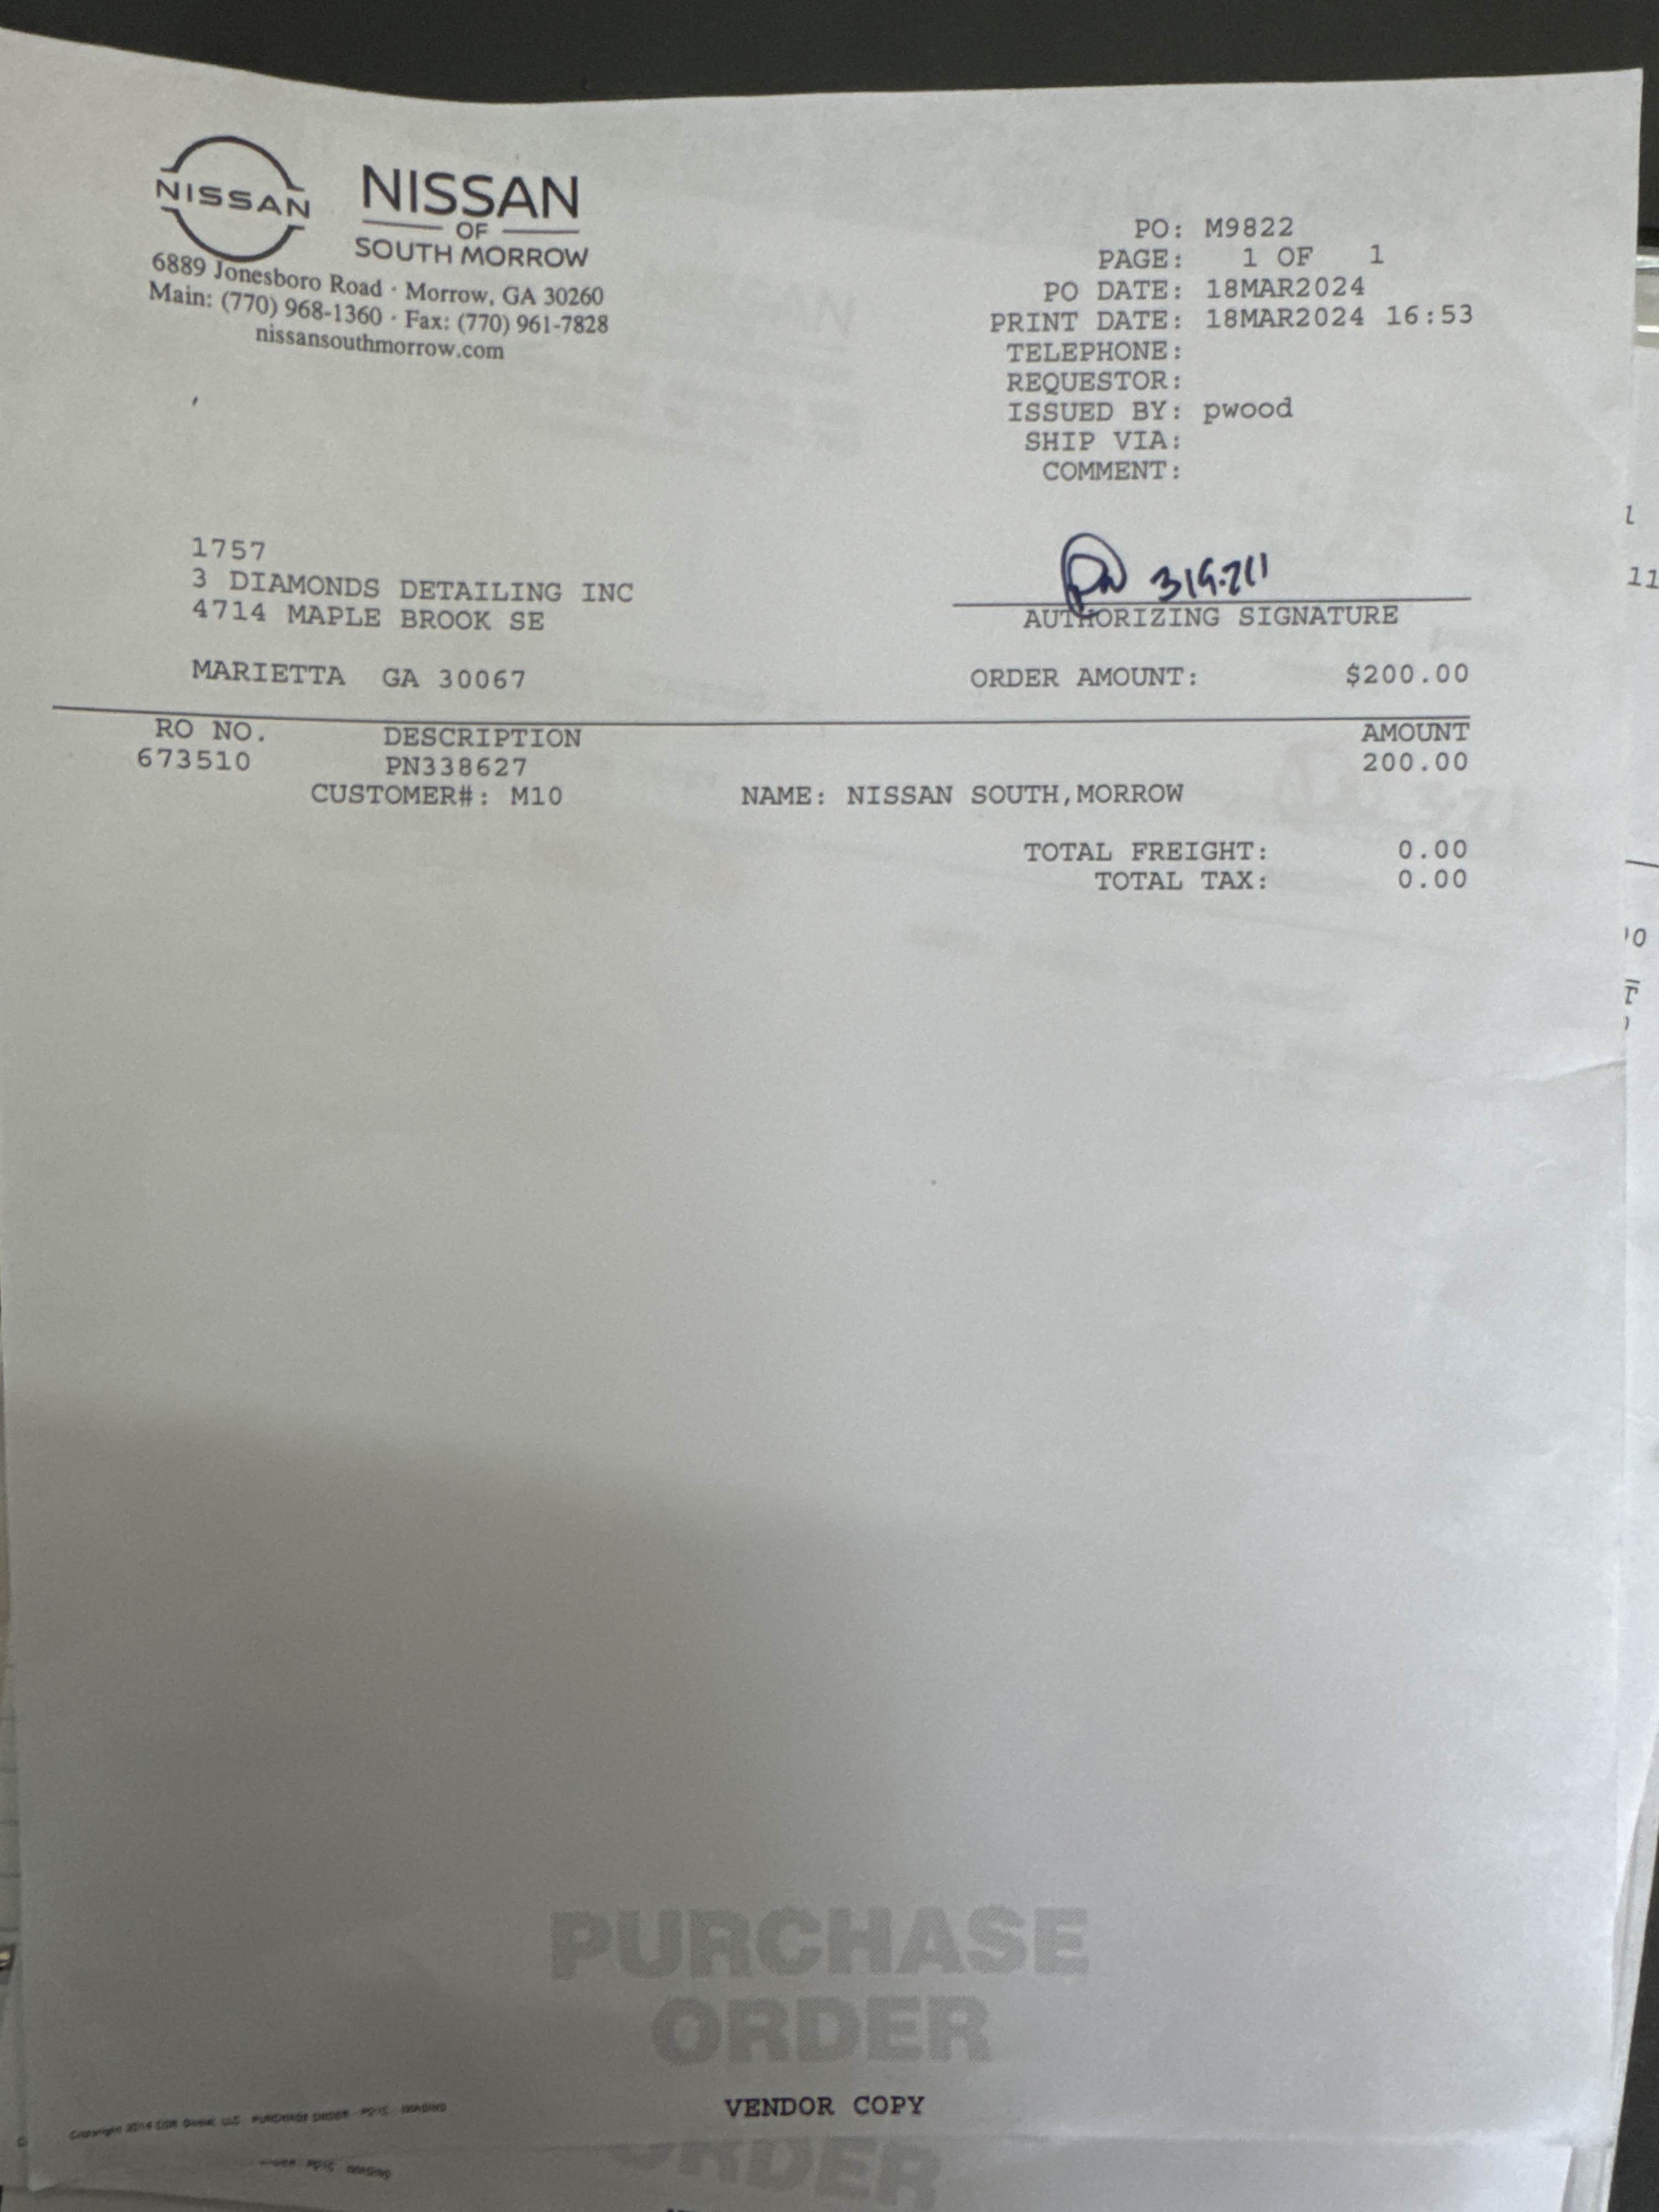 NISSAN
NISSAN
OF
SOUTH MORROW
6889 Jonesboro Road · Morrow, GA 30260
Main: (770) 968-1360 · Fax: (770) 961-7828
nissansouthmorrow.com
PO: M9822
PAGE: 1 OF 1
PO DATE: 18MAR2024
PRINT DATE: 18MAR2024 16:53
TELEPHONE:
REQUESTOR:
ISSUED BY: pwood
SHIP VIA:
COMMENT:
1757
3 DIAMONDS DETAILING INC
4714 MAPLE BROOK SE
MARIETTA GA 30067
AUTHORIZING SIGNATURE
ORDER AMOUNT: $200.00
RO NO. DESCRIPTION AMOUNT
673510 PN338627 200.00
CUSTOMER#: M10 NAME: NISSAN SOUTH,MORROW
TOTAL FREIGHT: 0.00
TOTAL TAX: 0.00
PURCHASE
ORDER
VENDOR COPY
ORDER